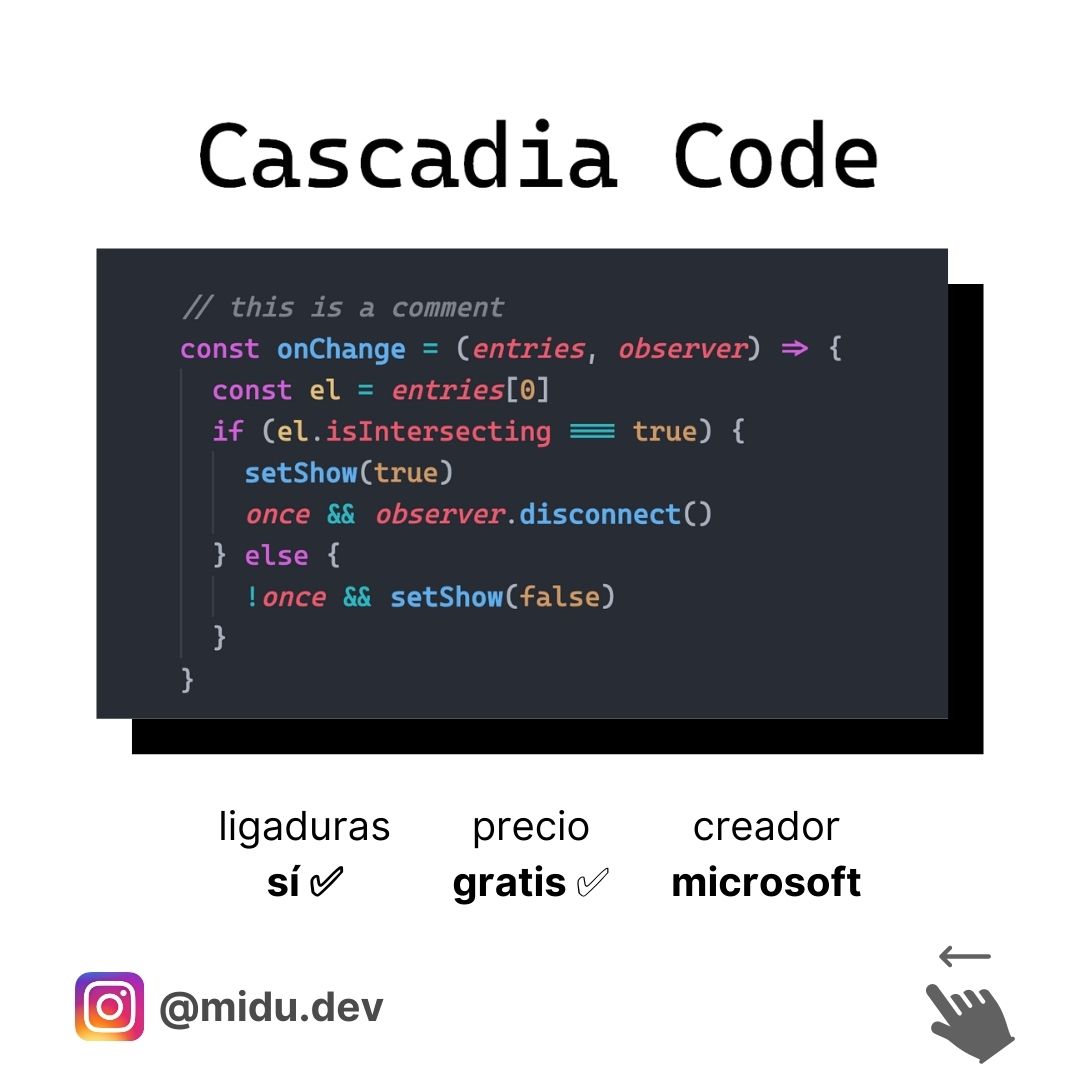 Cascadia Code
// this is a comment
const onChange = (entries, observer) => {
  const el = entries[0]
  if (el.isIntersecting === true) {
    setShow(true)
    once && observer.disconnect()
  } else {
    !once && setShow(false)
  }
}
ligaduras precio creador
sí ✅ gratis ✅ microsoft
@midu.dev